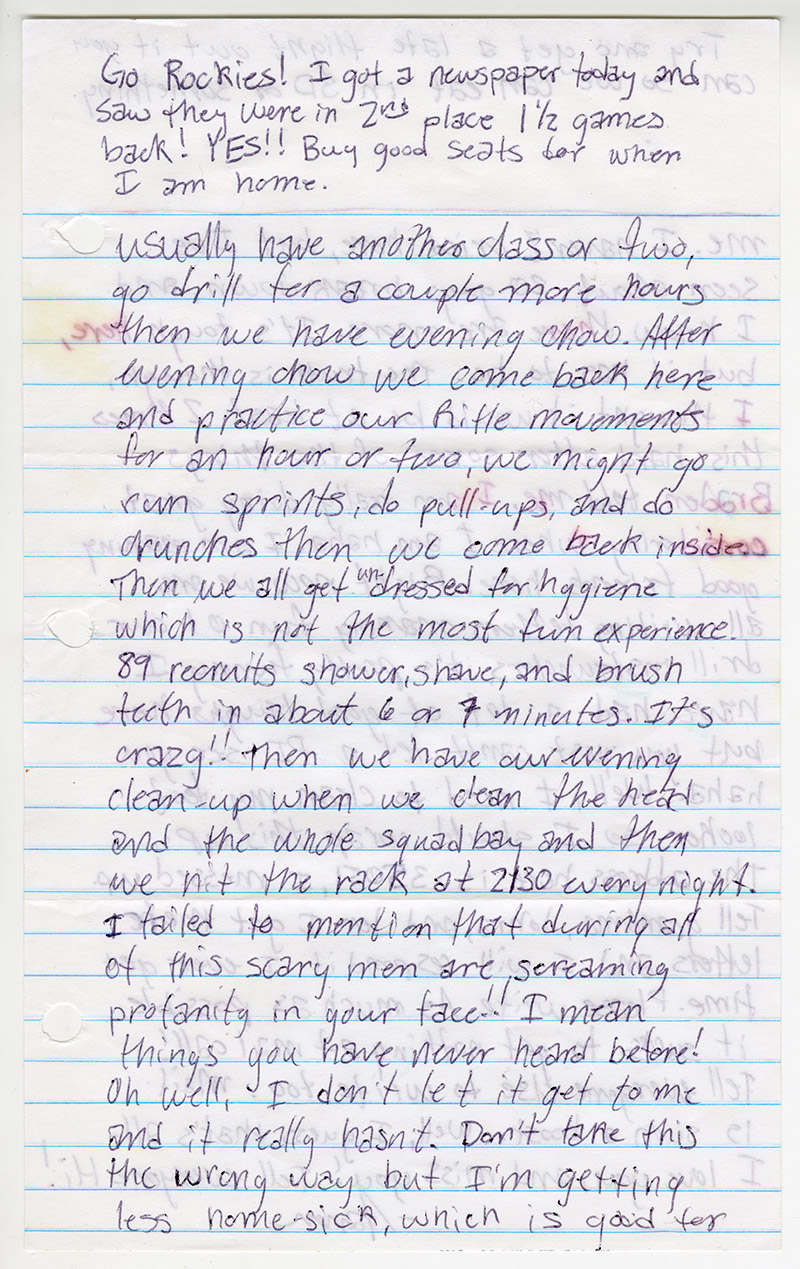 Go Rockies! I got a newspaper today and
saw they were in 2nd place 1 1/2 games
back! YES!! Buy good seats for when
I am home.
usually have another class or two,
go drill for a couple more hours
then we have evening chow. After
evening chow we come back here
and practice our Rifle movements
for an hour or two, we might go
run sprints, do pull-ups, and do
crunches then we come back inside.
Then we all get un-dressed for hygiene
which is not the most fun experience.
89 recruits shower, shave, and brush
teeth in about 6 or 7 minutes. It's
crazy!! Then we have our evening
clean-up when we clean the head
and the whole squadbay and then
we hit the rack at 2130 every night.
I failed to mention that during all
of this scary men are screaming
profanity in your face!! I mean
things you have never heard before!
Oh well, I don't let it get to me
and it really hasn't. Don't take this
the wrong way but I'm getting
less home-sick, which is good for